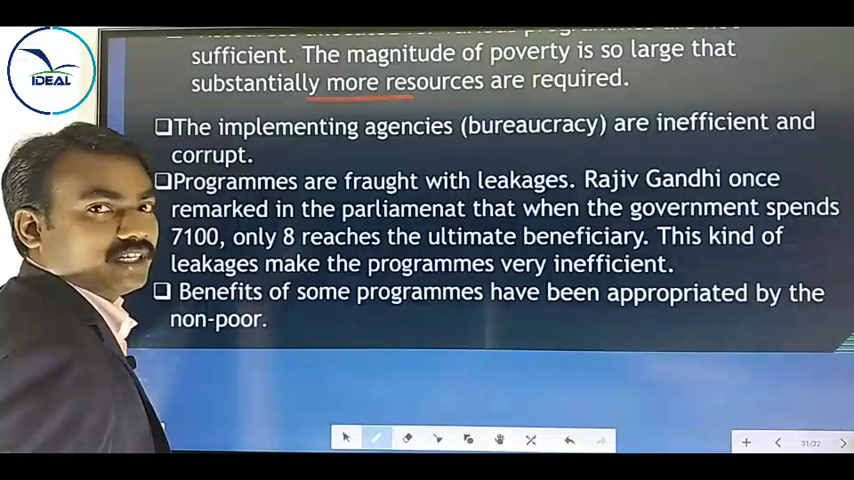 sufficient. The magnitude of poverty is so large that
substantially more resources are required.
❑The implementing agencies (bureaucracy) are inefficient and
corrupt.
❑Programmes are fraught with leakages. Rajiv Gandhi once
remarked in the parliamenat that when the government spends
7100, only 8 reaches the ultimate beneficiary. This kind of
leakages make the programmes very inefficient.
❑ Benefits of some programmes have been appropriated by the
non-poor.
IDEAL
31/32